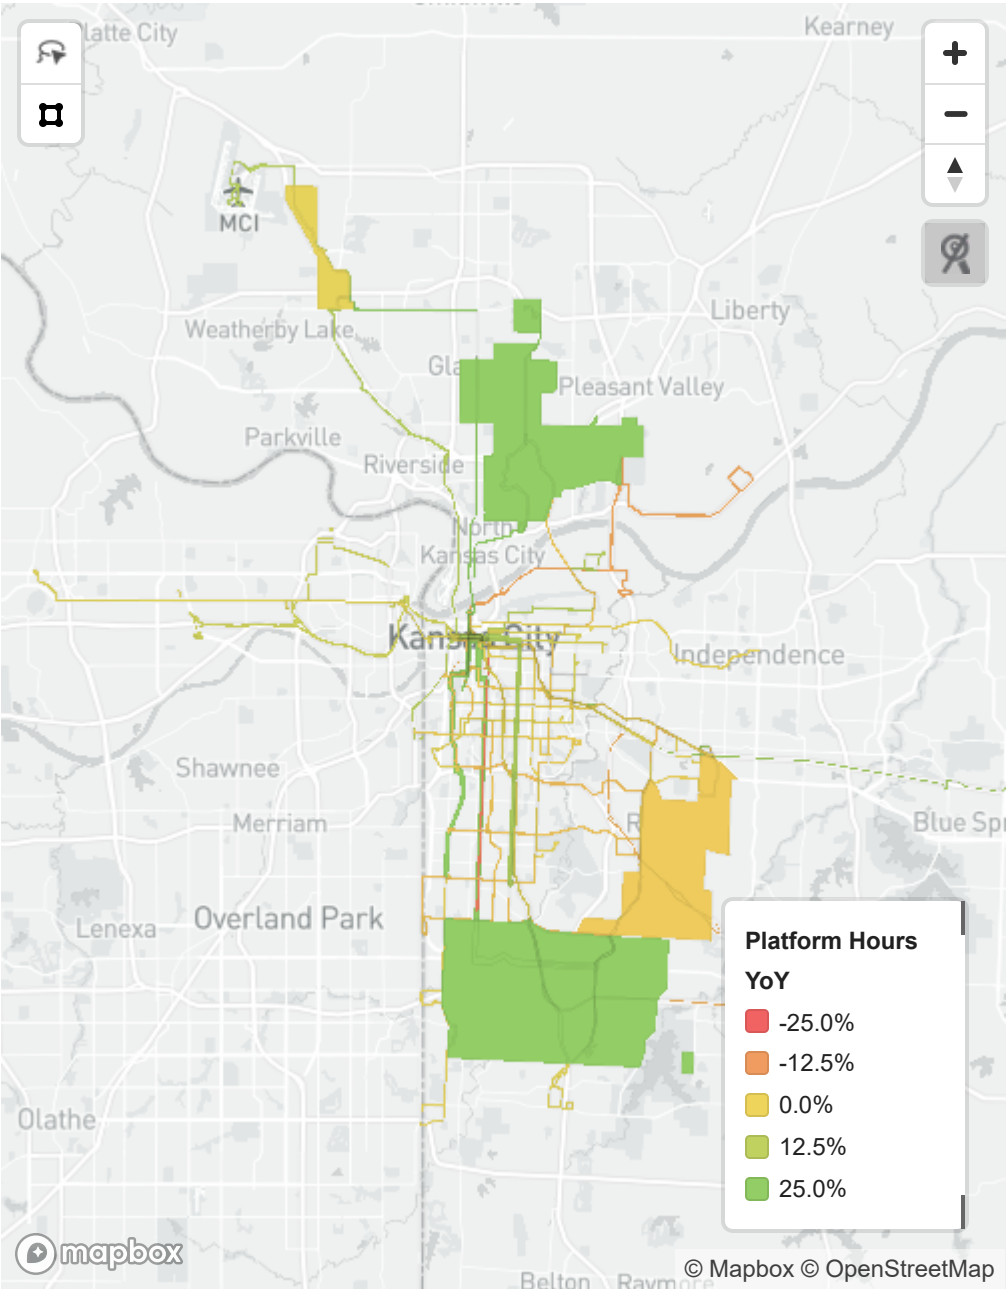 Kearney
MCI
Liberty
Weatherby Lake
Pleasant Valley
Parkville
Riverside
North
Kansas City
Kansas City
Independence
Shawnee
Merriam
Blue Spr
Overland Park
Lenexa
Platform Hours
YoY
-25.0%
-12.5%
0.0%
12.5%
25.0%
Olathe
mapbox
© Mapbox © OpenStreetMap
Belton
Raymore